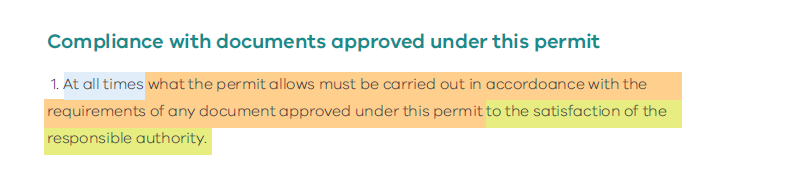 Compliance with documents approved under this permit
1. At all times what the permit allows must be carried out in accordoance with the
requirements of any document approved under this permit to the satisfaction of the
responsible authority.